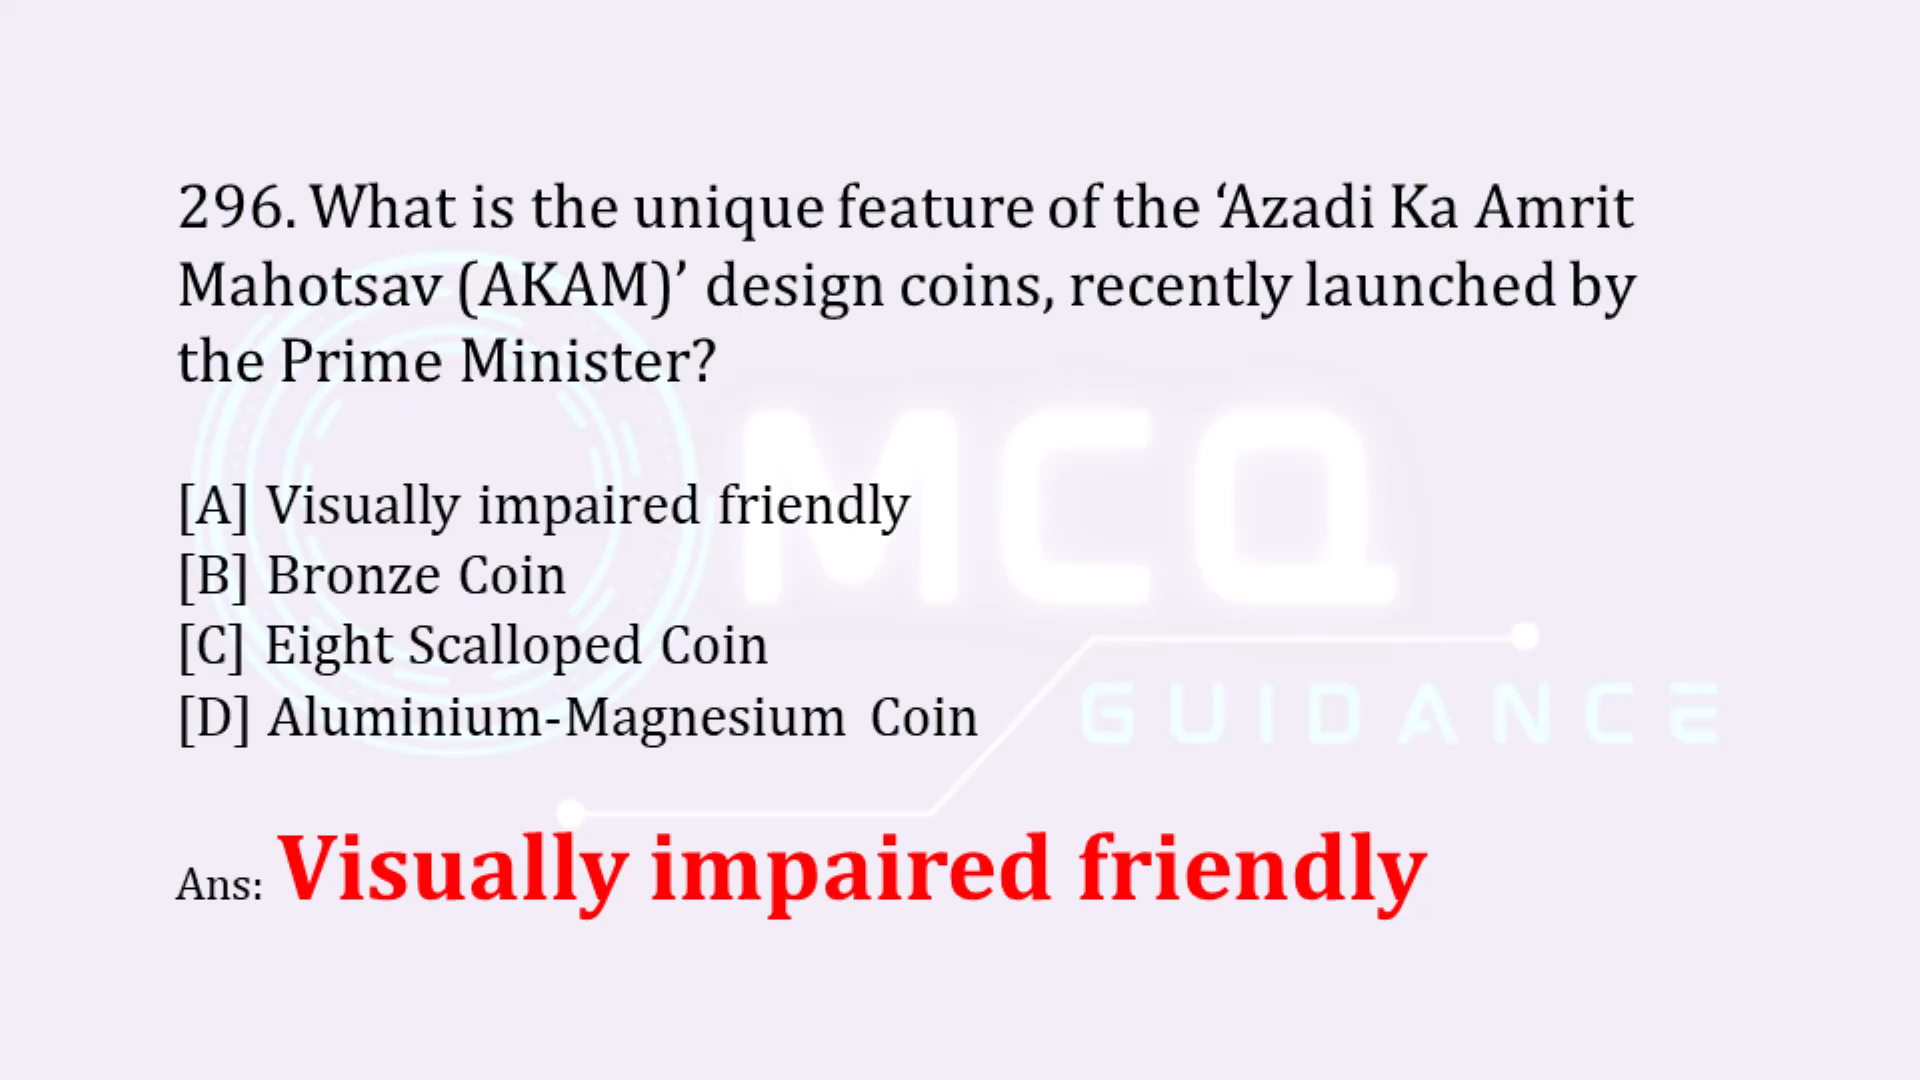 296. What is the unique feature of the ‘Azadi Ka Amrit
Mahotsav (AKAM)’ design coins, recently launched by
the Prime Minister?
[A] Visually impaired friendly
[B] Bronze Coin
[C] Eight Scalloped Coin
[D] Aluminium-Magnesium Coin
Ans: Visually impaired friendly
MCQ
GUIDANCE